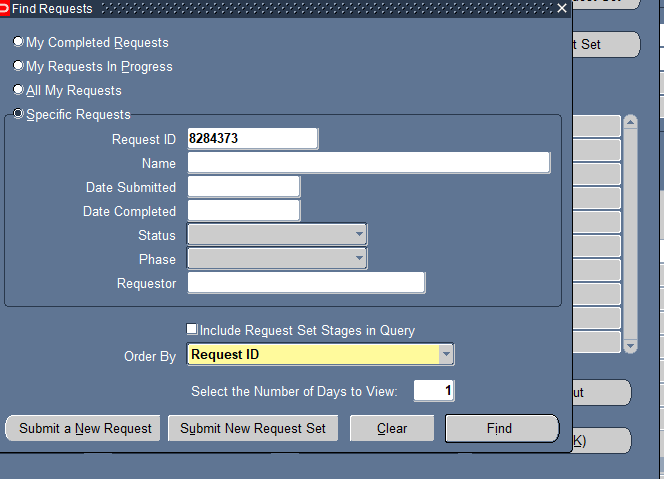 Find Requests
My Completed Requests
t Set
My Requests In Progress
All My Requests
Specific Requests
Request ID 8284373
Name
Date Submitted
Date Completed
Status
Phase
Requestor
Include Request Set Stages in Query
Order By Request ID
Select the Number of Days to View: 1
ut
Submit a New Request Submit New Request Set Clear Find
K)